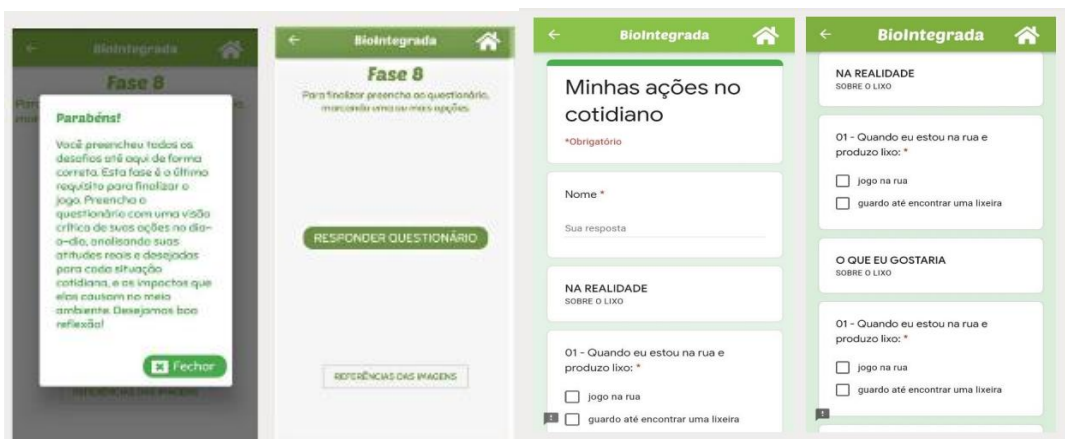 BioIntegrada
Fase 8
Parabéns!
Você preencheu todos os
desafios até aqui de forma
correta. Esta fase é o último
requisito para finalizar o
jogo. Preencha o
questionário com uma visão
crítica de suas ações no dia-
a-dia, analisando suas
atitudes reais e desejadas
para cada situação
cotidiana, e os impactos que
elas causam no meio
ambiente. Desejamos boa
reflexão!
Fechar
REFERÊNCIAS DAS IMAGENS
BioIntegrada
Fase 8
Para finalizar preencha ao questionário,
marcando uma ou mais opções.
RESPONDER QUESTIONÁRIO
REFERÊNCIAS DAS IMAGENS
BioIntegrada
Minhas ações no
cotidiano
*Obrigatório
Nome *
Sua resposta
NA REALIDADE
SOBRE O LIXO
01 - Quando eu estou na rua e
produzo lixo: *
jogo na rua
guardo até encontrar uma lixeira
BioIntegrada
NA REALIDADE
SOBRE O LIXO
01 - Quando eu estou na rua e
produzo lixo: *
jogo na rua
guardo até encontrar uma lixeira
O QUE EU GOSTARIA
SOBRE O LIXO
01 - Quando eu estou na rua e
produzo lixo: *
jogo na rua
guardo até encontrar uma lixeira